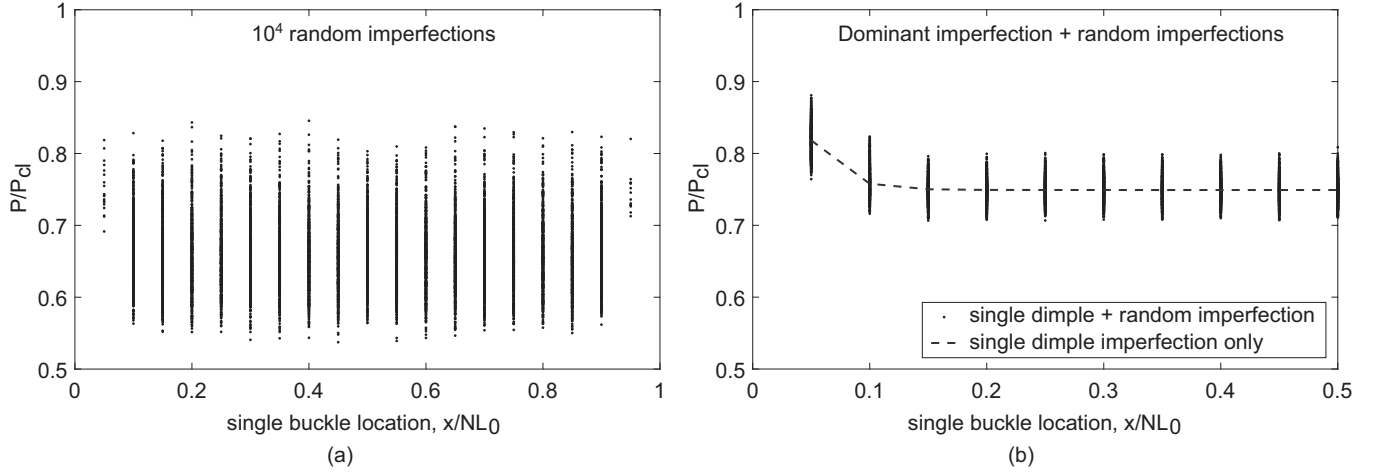 10⁴ random imperfections
P/Pcl
1
0.9
0.8
0.7
0.6
0.5
0 0.2 0.4 0.6 0.8 1
single buckle location, x/NL0
(a)
Dominant imperfection + random imperfections
P/Pcl
1
0.9
0.8
0.7
0.6
0.5
single dimple + random imperfection
single dimple imperfection only
0 0.1 0.2 0.3 0.4 0.5
single buckle location, x/NL0
(b)